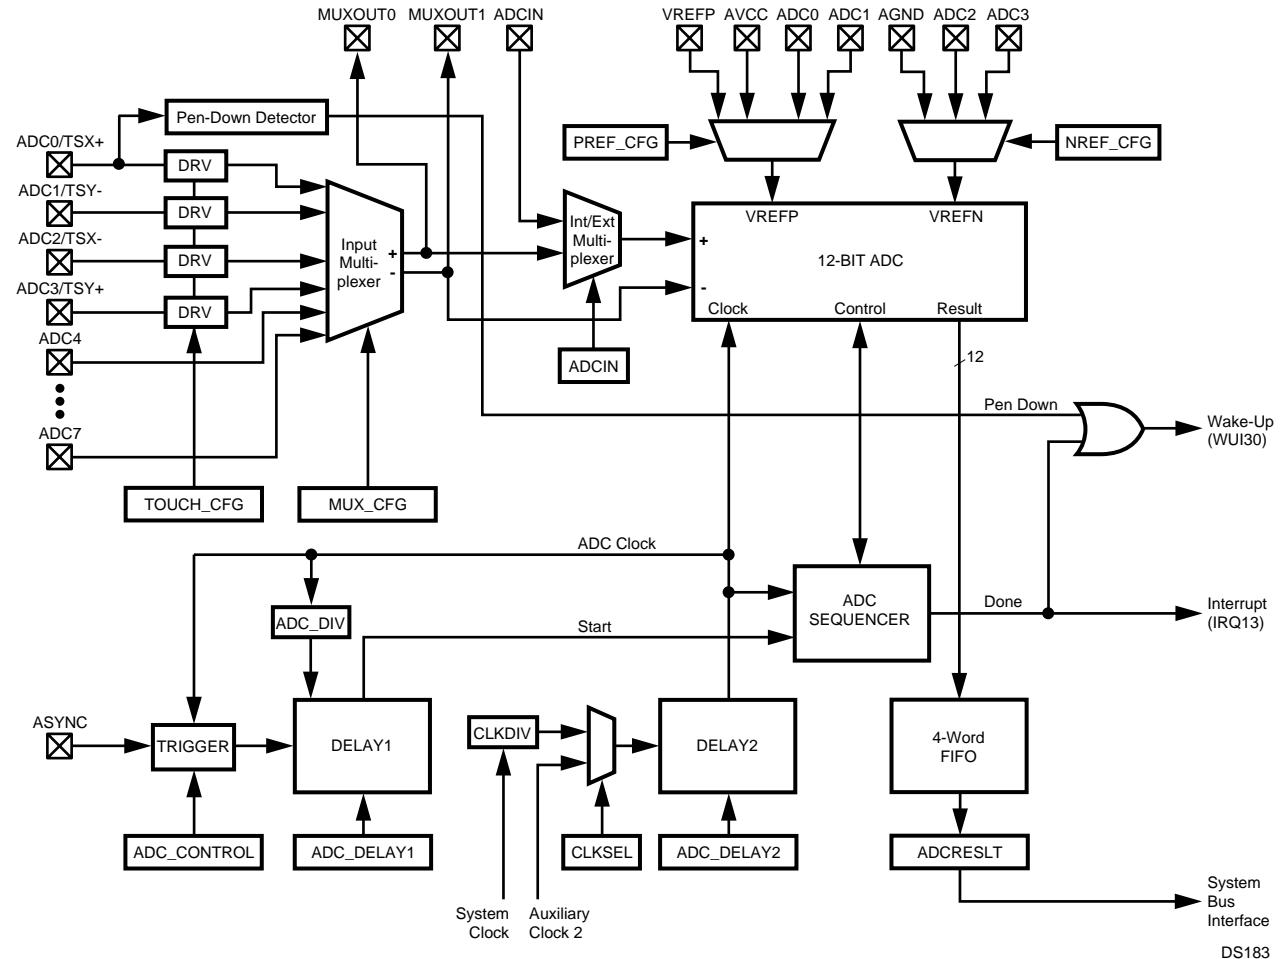 MUXOUT0 MUXOUT1 ADCIN VREFP AVCC ADC0 ADC1 AGND ADC2 ADC3
Pen-Down Detector
ADC0/TSX+
PREF_CFG
NREF_CFG
DRV
ADC1/TSY-
DRV
ADC2/TSX-
DRV
ADC3/TSY+
DRV
ADC4
ADC7
Input
Multi-
plexer
+
-
Int/Ext
Multi-
plexer
VREFP
VREFN
+
12-BIT ADC
-
Clock
Control
Result
ADCIN
12
Pen Down
Wake-Up
(WUI30)
TOUCH_CFG
MUX_CFG
ADC Clock
ADC_DIV
Start
ADC
SEQUENCER
Done
Interrupt
(IRQ13)
ASYNC
TRIGGER
DELAY1
CLKDIV
DELAY2
4-Word
FIFO
ADC_CONTROL
ADC_DELAY1
CLKSEL
ADC_DELAY2
ADCRESLT
System
Clock
Auxiliary
Clock 2
System
Bus
Interface
DS183